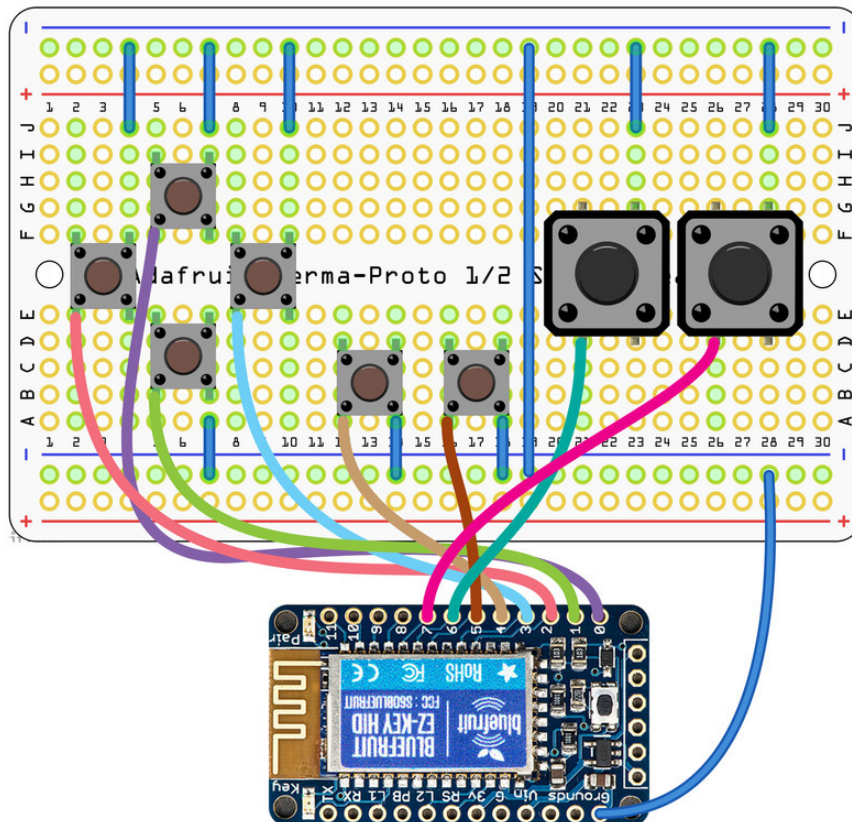 - -
+ +
1 2 3 5 6 8 9 11 12 13 14 15 16 17 18 20 21 22 24 25 26 27 29 30
J J
I I
H H
G G
F F
Adafrui erma-Proto 1/2
E E
D D
C C
B B
A A
1 2 3 6 8 9 10 11 12 13 15 17 20 21 22 23 24 25 26 27 28 29 30
- -
+ +
11 10 9 8 7 6 5 4 3 2 1 0
Pair
RoHS FC CE
FCC : S6OBLUEFRUIT
BLUEFRUIT
EZ-KEY HID
bluefruit
Key
TX RX L1 PB L2 RS 3v G Vin Grounds